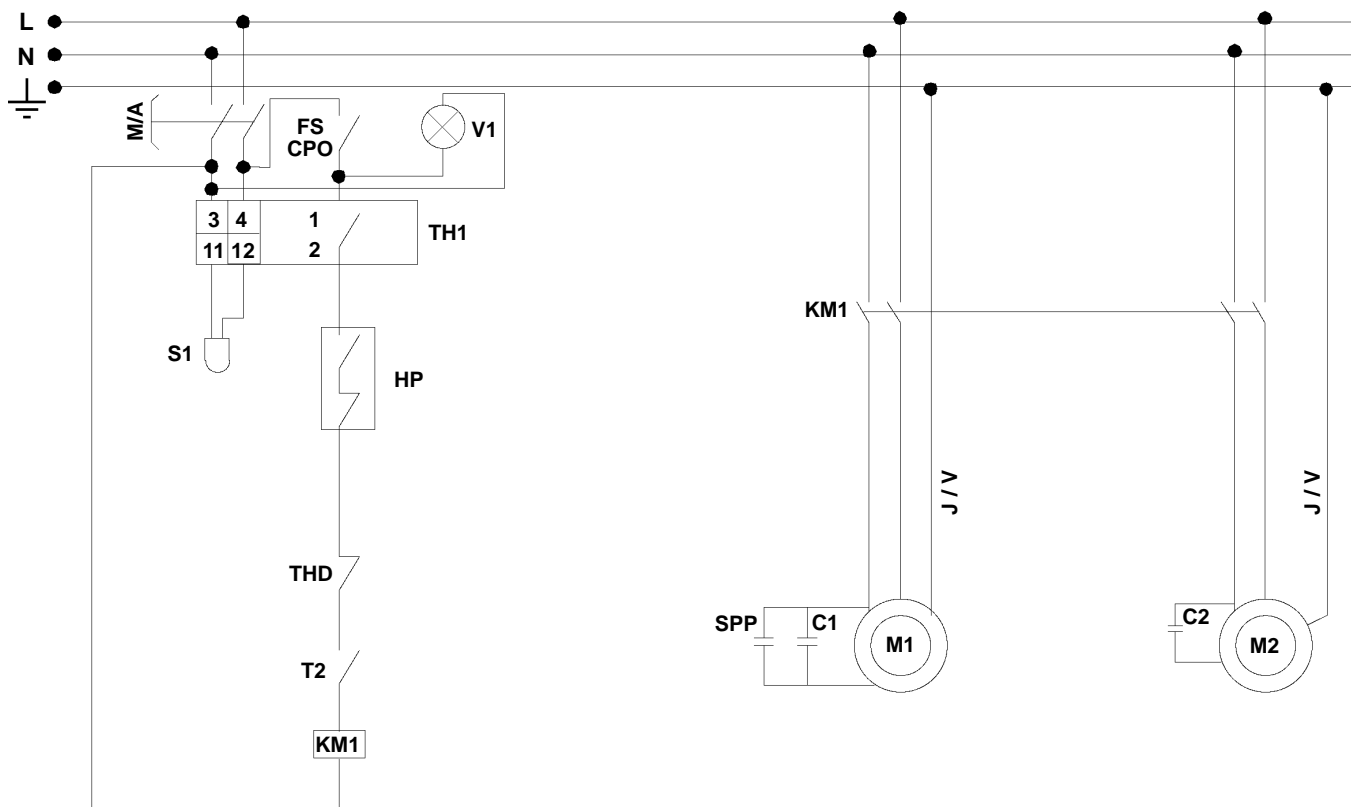 L
N
M/A
FS
CPO
V1
3 4 1
TH1
11 12 2
KM1
S1
HP
J / V
J / V
THD
SPP
C1
C2
M1
M2
T2
KM1